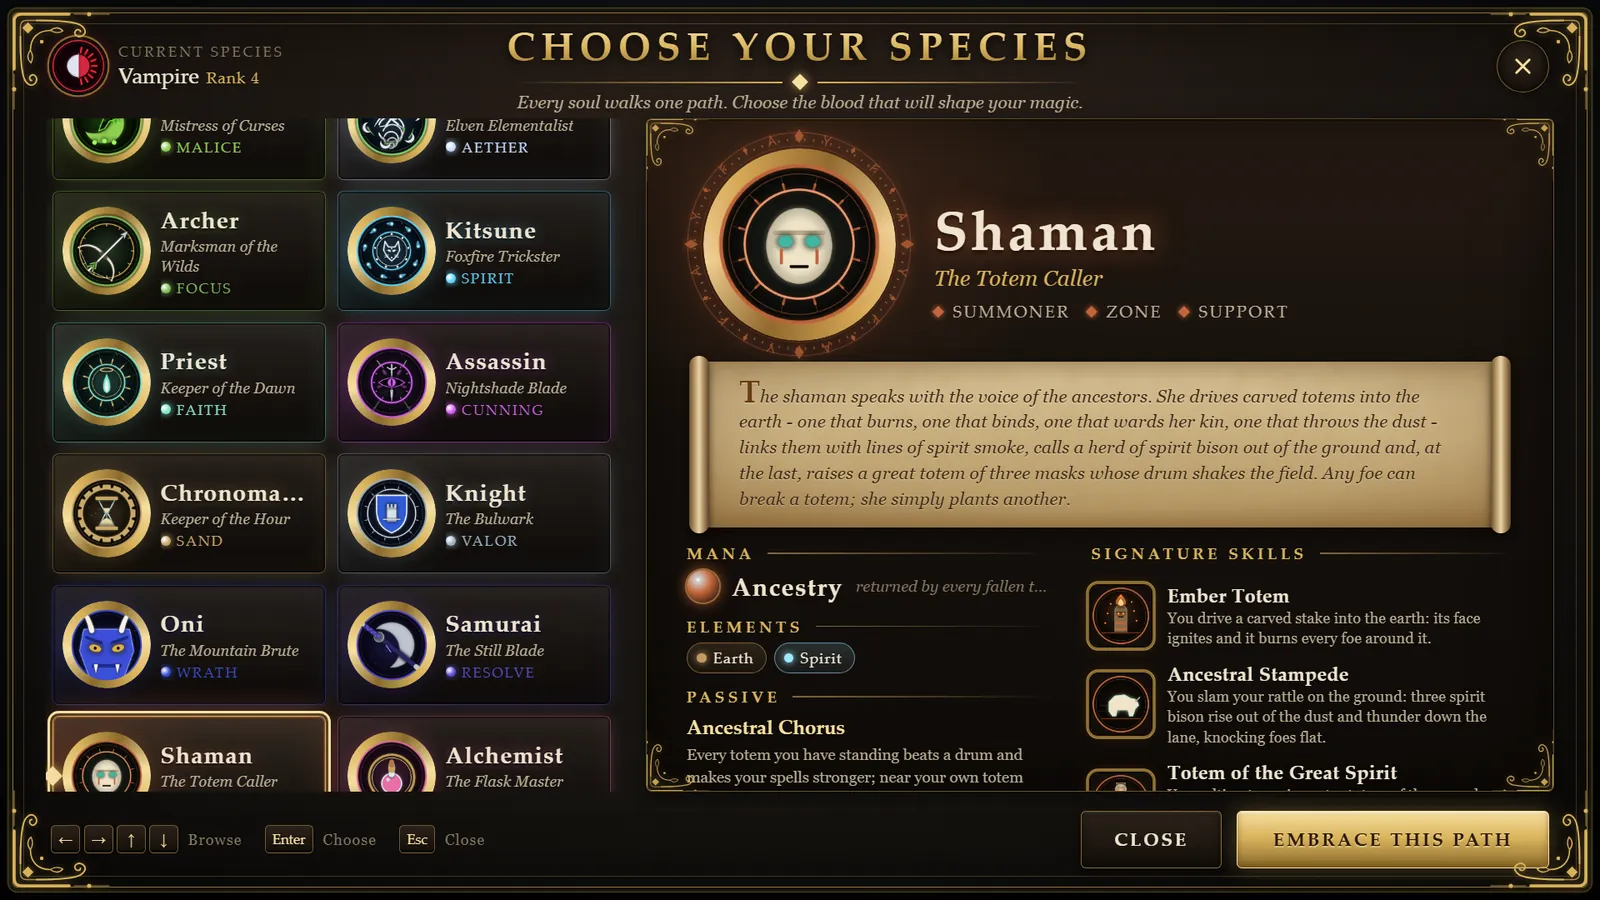 CURRENT SPECIES
Vampire Rank 4
CHOOSE YOUR SPECIES
Every soul walks one path. Choose the blood that will shape your magic.
Mistress of Curses
MALICE
Elven Elementalist
AETHER
Archer
Marksman of the
Wilds
FOCUS
Kitsune
Foxfire Trickster
SPIRIT
Priest
Keeper of the Dawn
FAITH
Assassin
Nightshade Blade
CUNNING
Chronoma...
Keeper of the Hour
SAND
Knight
The Bulwark
VALOR
Oni
The Mountain Brute
WRATH
Samurai
The Still Blade
RESOLVE
Shaman
The Totem Caller
Alchemist
The Flask Master
Shaman
The Totem Caller
SUMMONER ZONE SUPPORT
The shaman speaks with the voice of the ancestors. She drives carved totems into the
earth - one that burns, one that binds, one that wards her kin, one that throws the dust -
links them with lines of spirit smoke, calls a herd of spirit bison out of the ground and, at
the last, raises a great totem of three masks whose drum shakes the field. Any foe can
break a totem; she simply plants another.
MANA
Ancestry returned by every fallen t...
ELEMENTS
Earth Spirit
PASSIVE
Ancestral Chorus
Every totem you have standing beats a drum and
makes your spells stronger; near your own totem
SIGNATURE SKILLS
Ember Totem
You drive a carved stake into the earth: its face
ignites and it burns every foe around it.
Ancestral Stampede
You slam your rattle on the ground: three spirit
bison rise out of the dust and thunder down the
lane, knocking foes flat.
Totem of the Great Spirit
← → ↑ ↓ Browse Enter Choose Esc Close
CLOSE
EMBRACE THIS PATH